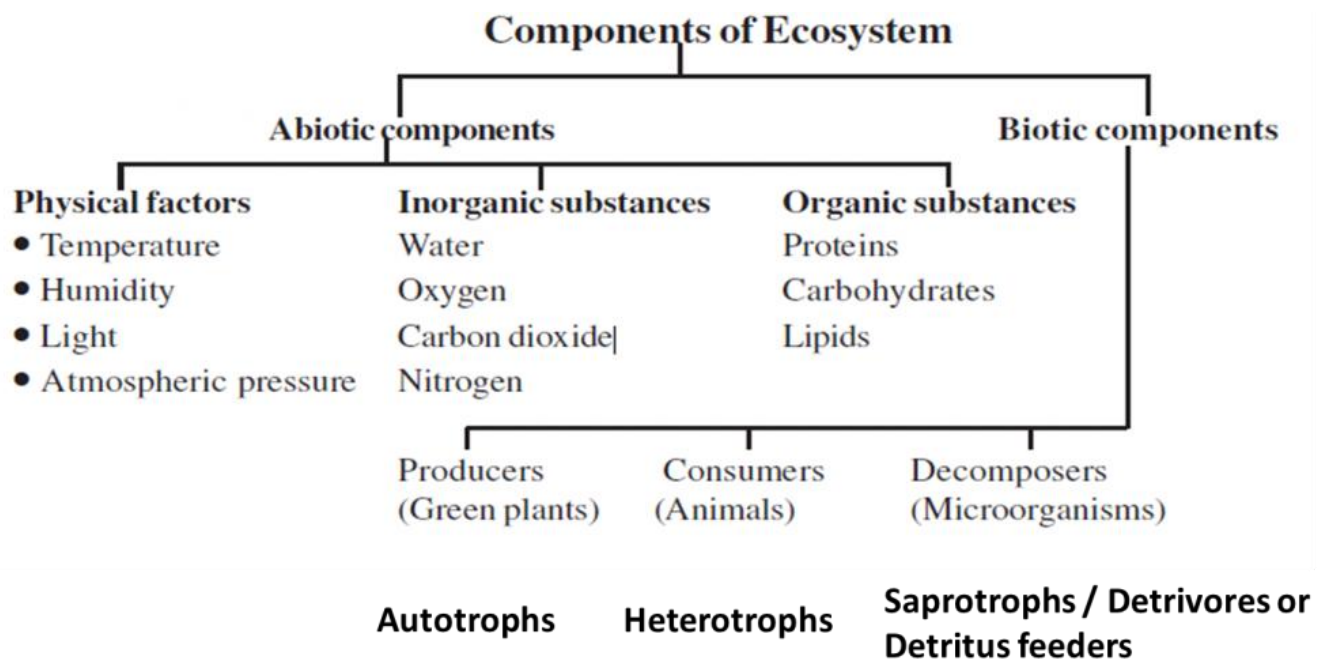 Components of Ecosystem
Abiotic components
Biotic components
Physical factors
Inorganic substances
Organic substances
• Temperature
Water
Proteins
• Humidity
Oxygen
Carbohydrates
• Light
Carbon dioxide|
Lipids
• Atmospheric pressure
Nitrogen
Producers
(Green plants)
Consumers
(Animals)
Decomposers
(Microorganisms)
Autotrophs
Heterotrophs
Saprotrophs / Detrivores or
Detritus feeders